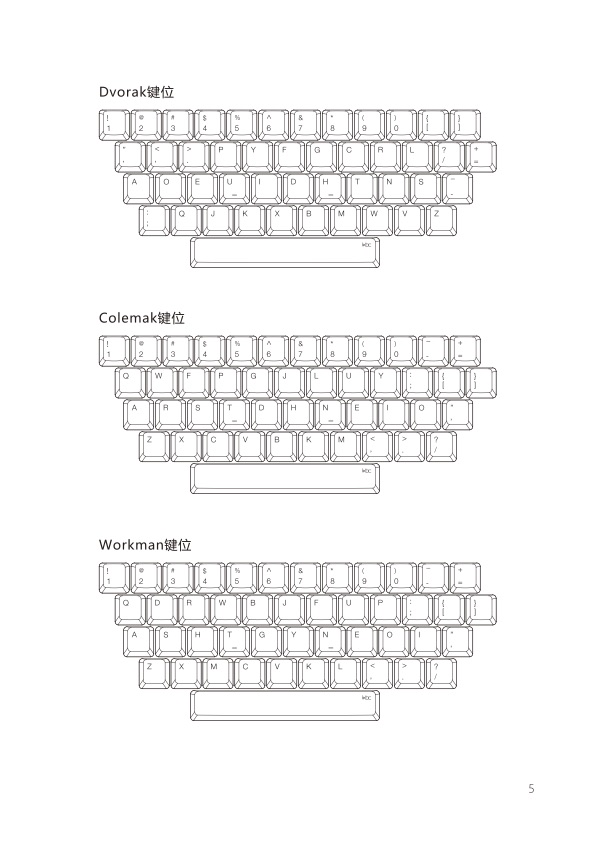 Dvorak键位
! @ # $ % ^ & * ( ) { }
1 2 3 4 5 6 7 8 9 0 [ ]
" < > P Y F G C R L ? +
' , . / =
A O E U I D H T N S _
-
: Q J K X B M W V Z
;
Colemak键位
! @ # $ % ^ & * ( ) _ +
1 2 3 4 5 6 7 8 9 0 - =
Q W F P G J L U Y : { }
; [ ]
A R S T D H N E I O "
'
Z X C V B K M < > ?
, . /
Workman键位
! @ # $ % ^ & * ( ) _ +
1 2 3 4 5 6 7 8 9 0 - =
Q D R W B J F U P : { }
; [ ]
A S H T G Y N E O I "
'
Z X M C V K L < > ?
, . /
5